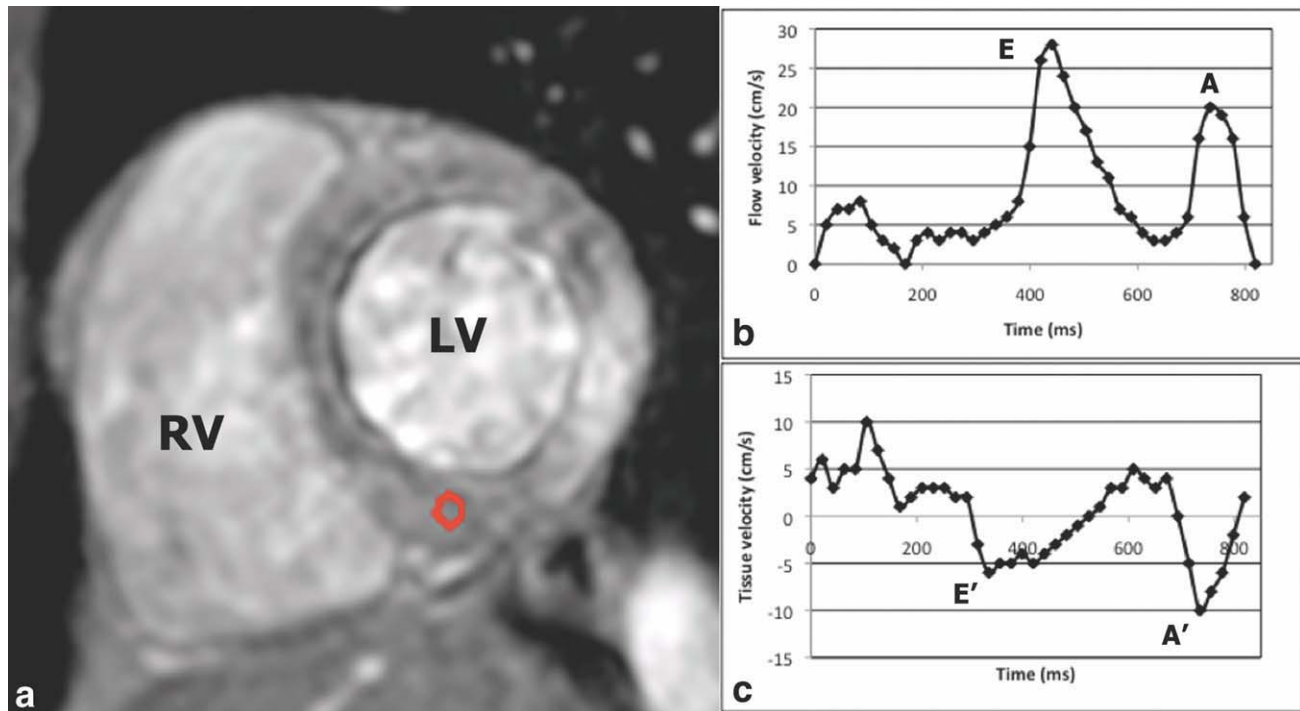 RV
LV
a
30
25
20
15
10
5
0
Flow velocity (cm/s)
E
A
0 200 400 600 800
Time (ms)
b
15
10
5
0
-5
-10
-15
Tissue velocity (cm/s)
0 200 400 600 800
E’
A’
Time (ms)
c